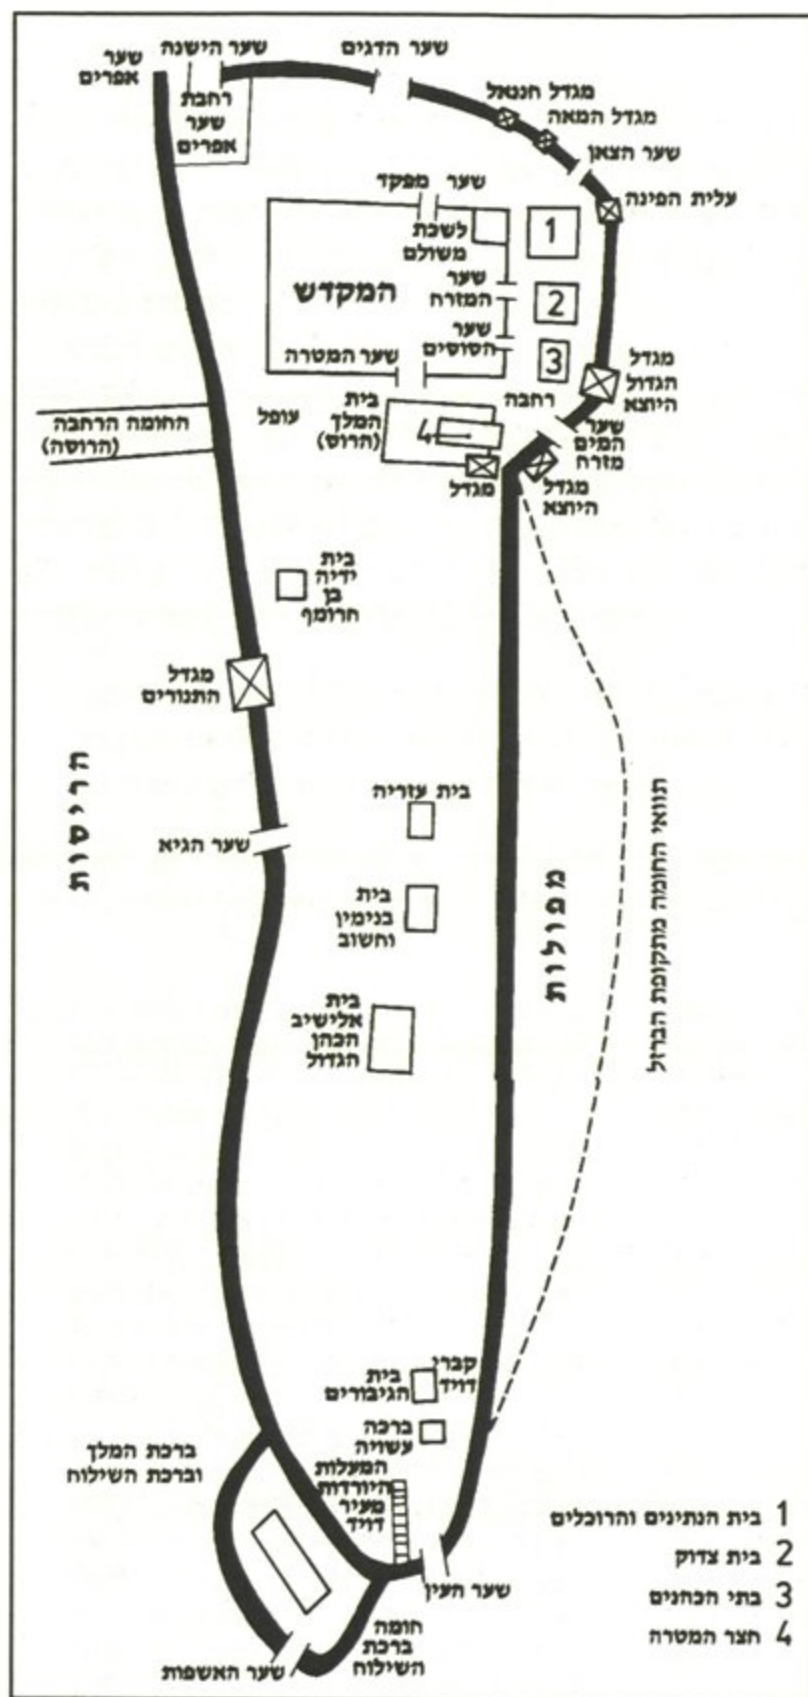 שער הדגים
שער הישנה
שער
אפרים
רחבת
שער
אפרים
מגדל חננאל
מגדל המאה
שער הצאן
עלית הפינה
שער מפקד
לשכת
משולם
1
שער
המזרח
2
המקדש
שער
הסוסים
3
שער המטרה
מגדל
הגדול
היוצא
רחבה
בית
המלך
(הרוס)
4
עופל
שער
המים
מזרח
מגדל
היוצא
מגדל
החומה הרחבה
(הרוסה)
בית
ידיה
בן
חרומף
מגדל
התנורים
הריסות
שער הגיא
בית עזריה
בית
בנימין
וחשוב
מפולות
תוואי החומה מתקופת הברזל
בית
אלישיב
הכהן
הגדול
קברי
דויד
בית
הגיבורים
ברכה
עשויה
המעלות
היורדות
מעיר
דויד
ברכת המלך
וברכת השילוח
שער העין
חומה
ברכת
השילוח
שער האשפות
1 בית הנתינים והרוכלים
2 בית צדוק
3 בתי הכהנים
4 חצר המטרה